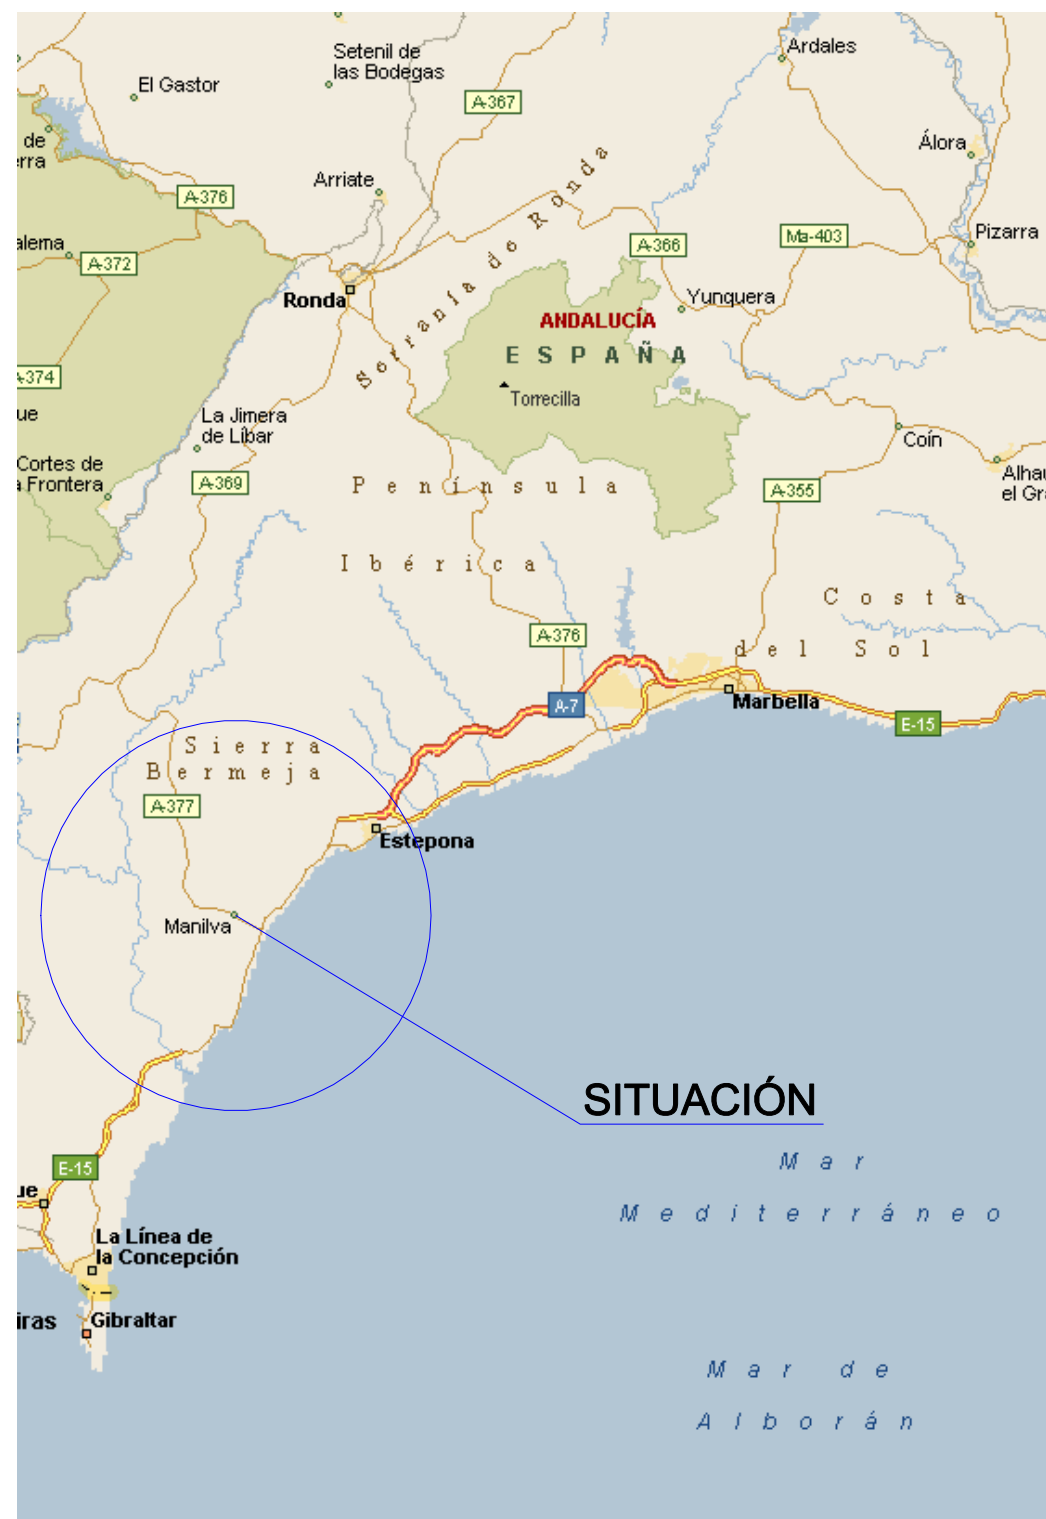 Setenil de
las Bodegas
Ardales
El Gastor
A-367
de
erra
Álora
Arriate
A-376
Serranía de Ronda
Pizarra
Ma-403
A-366
alema
A-372
Ronda
Yunquera
ANDALUCÍA
ESPAÑA
A-374
Torrecilla
ue
La Jimera
de Líbar
Coín
Cortes de
a Frontera
A-369
Península
A-355
Alhau
el Gra
Ibérica
Costa
del Sol
A-376
A-7
Marbella
E-15
Sierra
Bermeja
A-377
Estepona
Manilva
SITUACIÓN
Mar
Mediterráneo
E-15
ue
La Línea de
la Concepción
iras
Gibraltar
Mar de
Alborán